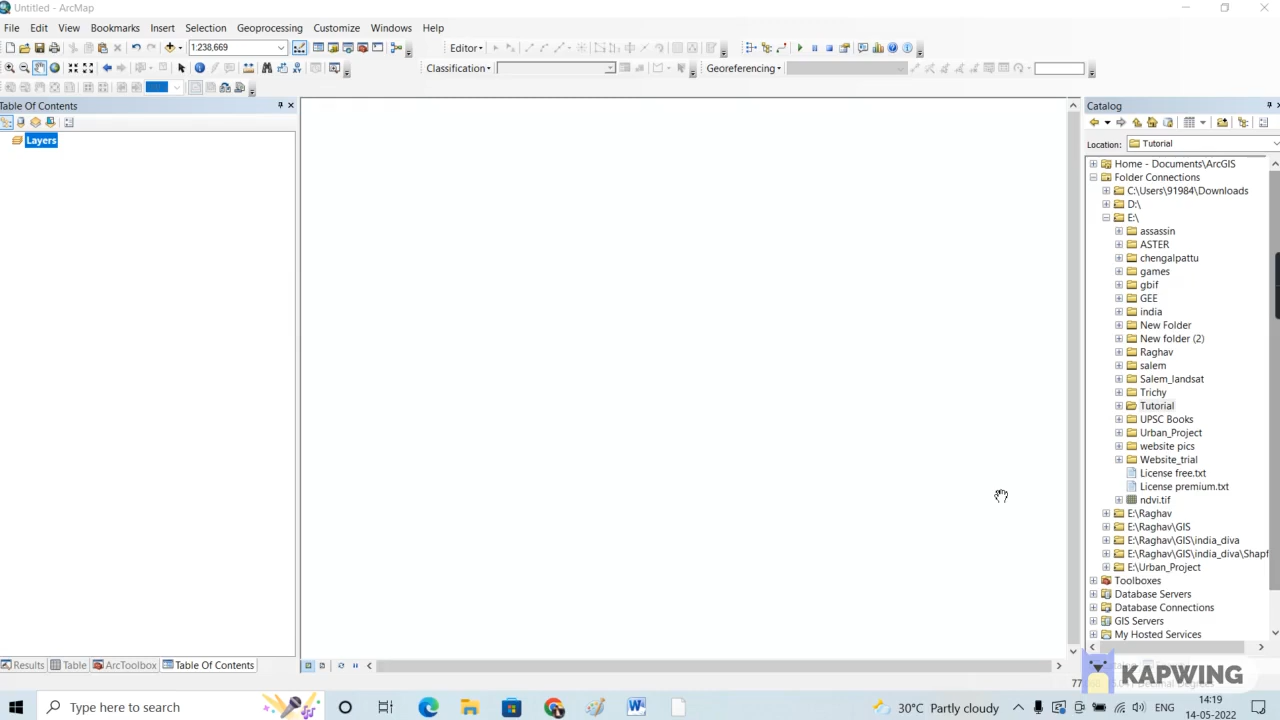 Untitled - ArcMap
File Edit View Bookmarks Insert Selection Geoprocessing Customize Windows Help
1:238,669
Editor
Classification
Georeferencing
Table Of Contents
Layers
Catalog
Location: Tutorial
Home - Documents\ArcGIS
Folder Connections
C:\Users\91984\Downloads
D:\
E:\
assassin
ASTER
chengalpattu
games
gbif
GEE
india
New Folder
New folder (2)
Raghav
salem
Salem_landsat
Trichy
Tutorial
UPSC Books
Urban_Project
website pics
Website_trial
License free.txt
License premium.txt
ndvi.tif
E:\Raghav
E:\Raghav\GIS
E:\Raghav\GIS\india_diva
E:\Raghav\GIS\india_diva\Shapf
E:\Urban_Project
Toolboxes
Database Servers
Database Connections
GIS Servers
My Hosted Services
Results Table ArcToolbox Table Of Contents
KAPWING
Type here to search
30°C Partly cloudy
ENG
14:19
14-05-2022